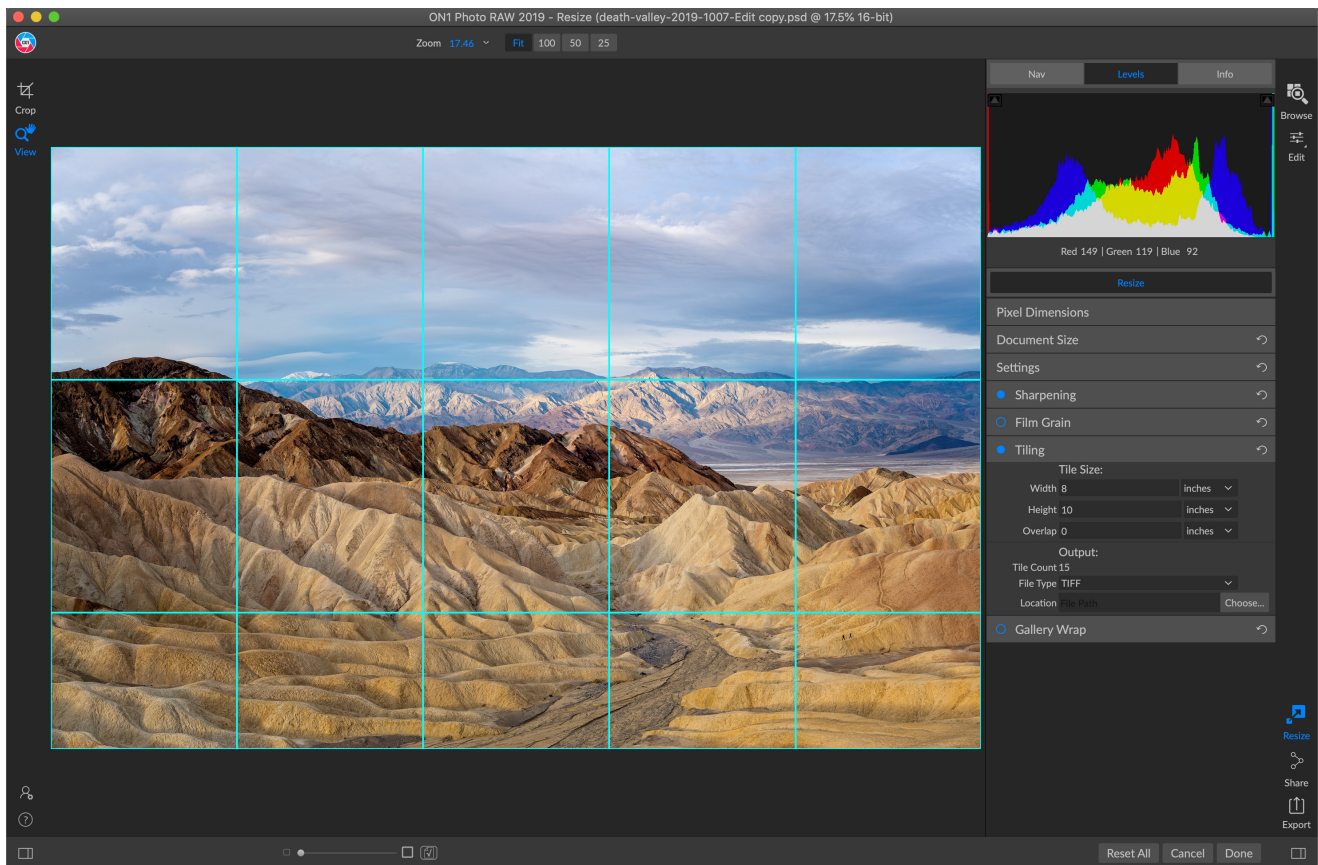 ON1 Photo RAW 2019 - Resize (death-valley-2019-1007-Edit copy.psd @ 17.5% 16-bit)
Zoom 17.46 Fit 100 50 25
Crop
View
Nav Levels Info
Red 149 | Green 119 | Blue 92
Resize
Pixel Dimensions
Document Size
Settings
Sharpening
Film Grain
Tiling
Tile Size:
Width 8 inches
Height 10 inches
Overlap 0 inches
Output:
Tile Count 15
File Type TIFF
Location File Path Choose...
Gallery Wrap
Browse
Edit
Resize
Share
Export
?
Reset All Cancel Done